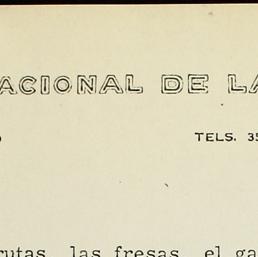 ACIONAL DE LA
TELS. 35
rutas, las fresas, el ga